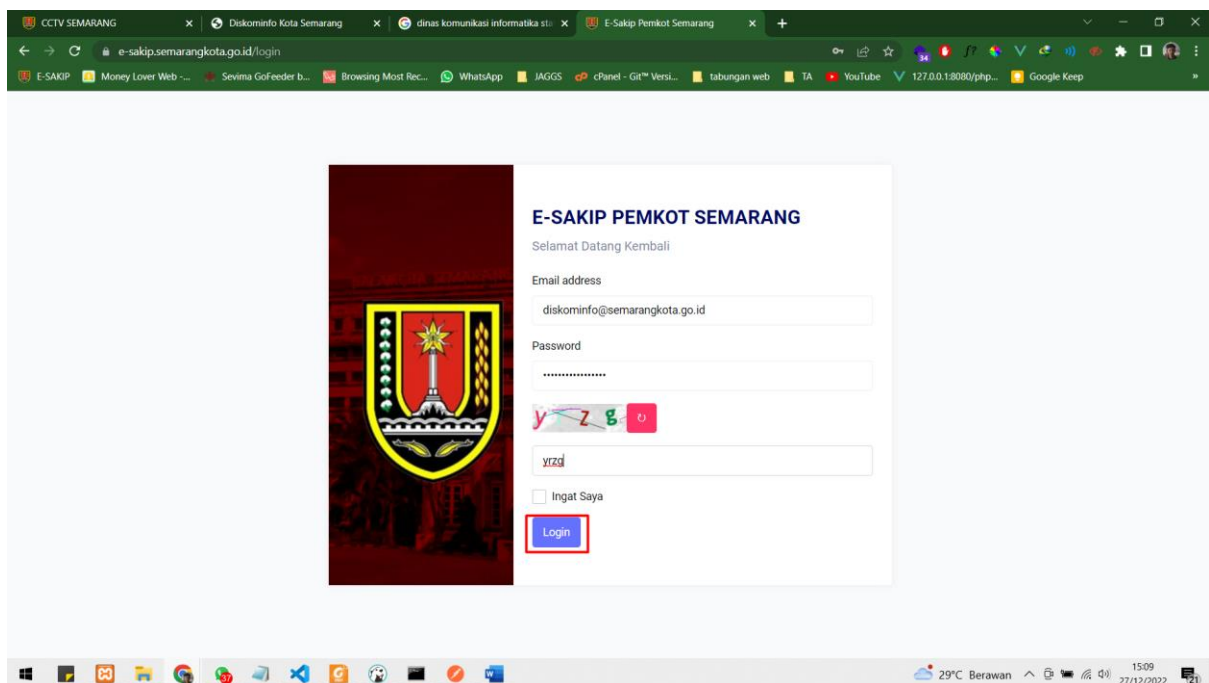 CCTV SEMARANG
Diskominfo Kota Semarang
dinas komunikasi informatika sta
E-Sakip Pemkot Semarang
e-sakip.semarangkota.go.id/login
E-SAKIP
Money Lover Web -...
Sevima GoFeeder b...
Browsing Most Rec...
WhatsApp
JAGGS
cPanel - Git™ Versi...
tabungan web
TA
YouTube
127.0.0.1:8080/php...
Google Keep
34
E-SAKIP PEMKOT SEMARANG
Selamat Datang Kembali
Email address
diskominfo@semarangkota.go.id
Password
y z g
yrzg
Ingat Saya
Login
37
29°C Berawan
15:09
27/12/2022
21